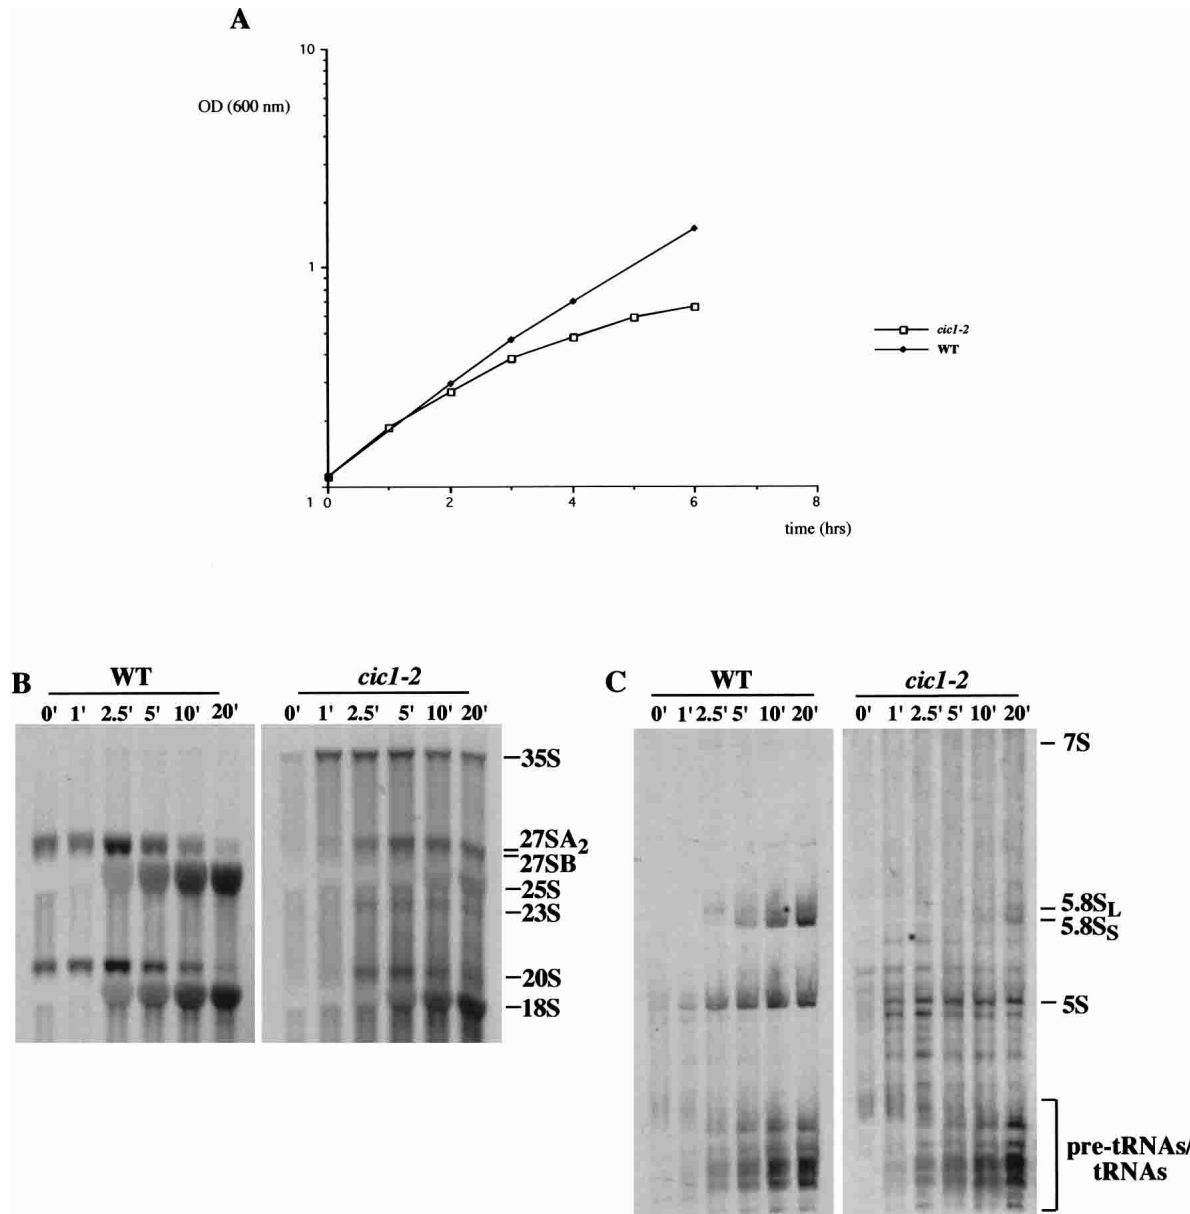 A
10
OD (600 nm)
1
cic1-2
WT
1 0 2 4 6 8
time (hrs)
B WT cic1-2
0' 1' 2.5' 5' 10' 20' 0' 1' 2.5' 5' 10' 20'
35S
27SA2
27SB
25S
23S
20S
18S
C WT cic1-2
0' 1' 2.5' 5' 10' 20' 0' 1' 2.5' 5' 10' 20'
7S
5.8SL
5.8SS
5S
pre-tRNAs/
tRNAs